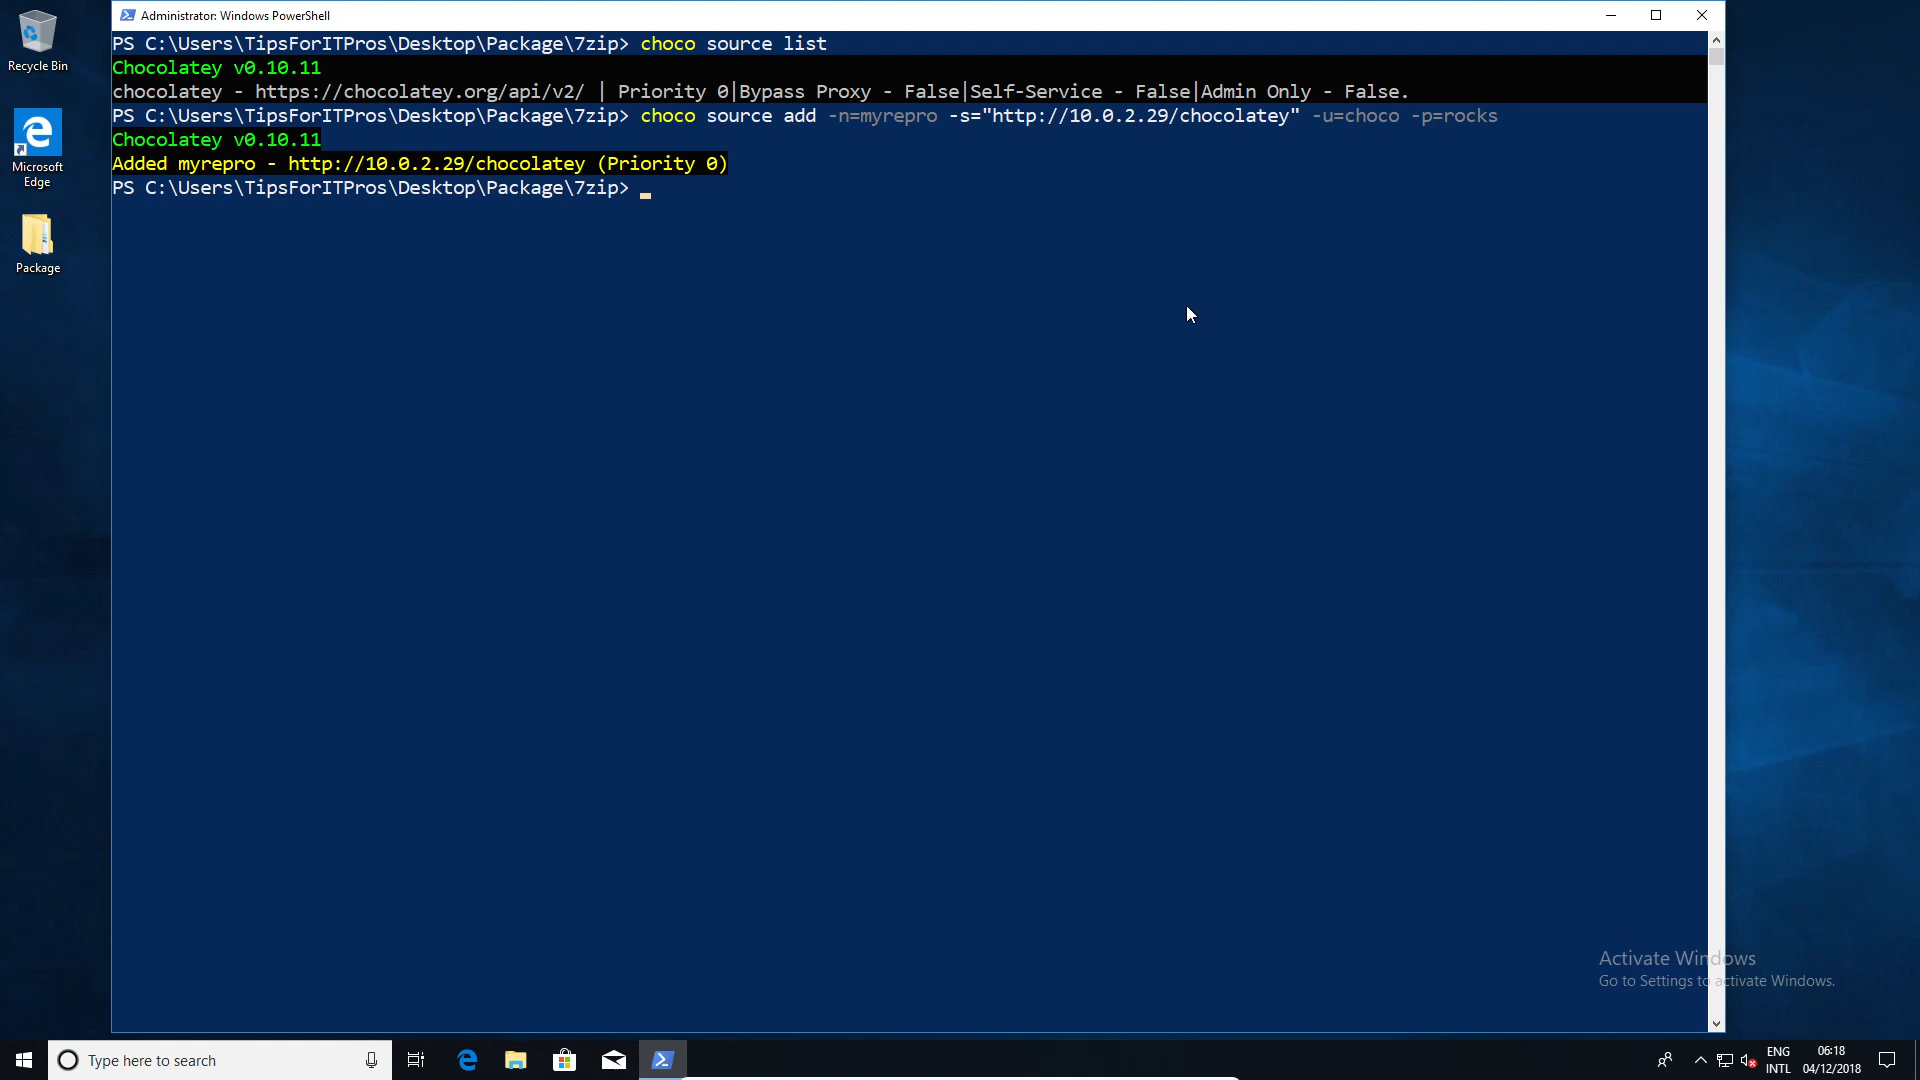 Administrator: Windows PowerShell
PS C:\Users\TipsForITPros\Desktop\Package\7zip> choco source list
Chocolatey v0.10.11
chocolatey - https://chocolatey.org/api/v2/ | Priority 0|Bypass Proxy - False|Self-Service - False|Admin Only - False.
PS C:\Users\TipsForITPros\Desktop\Package\7zip> choco source add -n=myrepro -s="http://10.0.2.29/chocolatey" -u=choco -p=rocks
Chocolatey v0.10.11
Added myrepro - http://10.0.2.29/chocolatey (Priority 0)
PS C:\Users\TipsForITPros\Desktop\Package\7zip>
Recycle Bin
Microsoft
Edge
Package
Activate Windows
Go to Settings to activate Windows.
Type here to search
ENG
INTL
06:18
04/12/2018